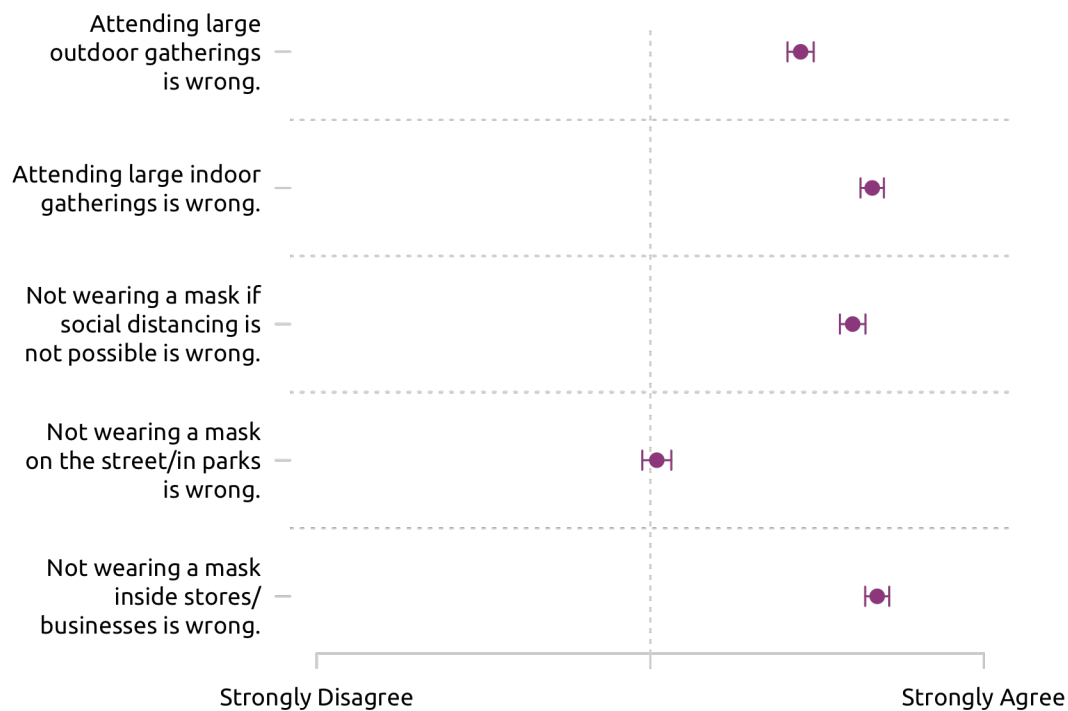 Attending large
outdoor gatherings
is wrong.
Attending large indoor
gatherings is wrong.
Not wearing a mask if
social distancing is
not possible is wrong.
Not wearing a mask
on the street/in parks
is wrong.
Not wearing a mask
inside stores/
businesses is wrong.
Strongly Disagree
Strongly Agree